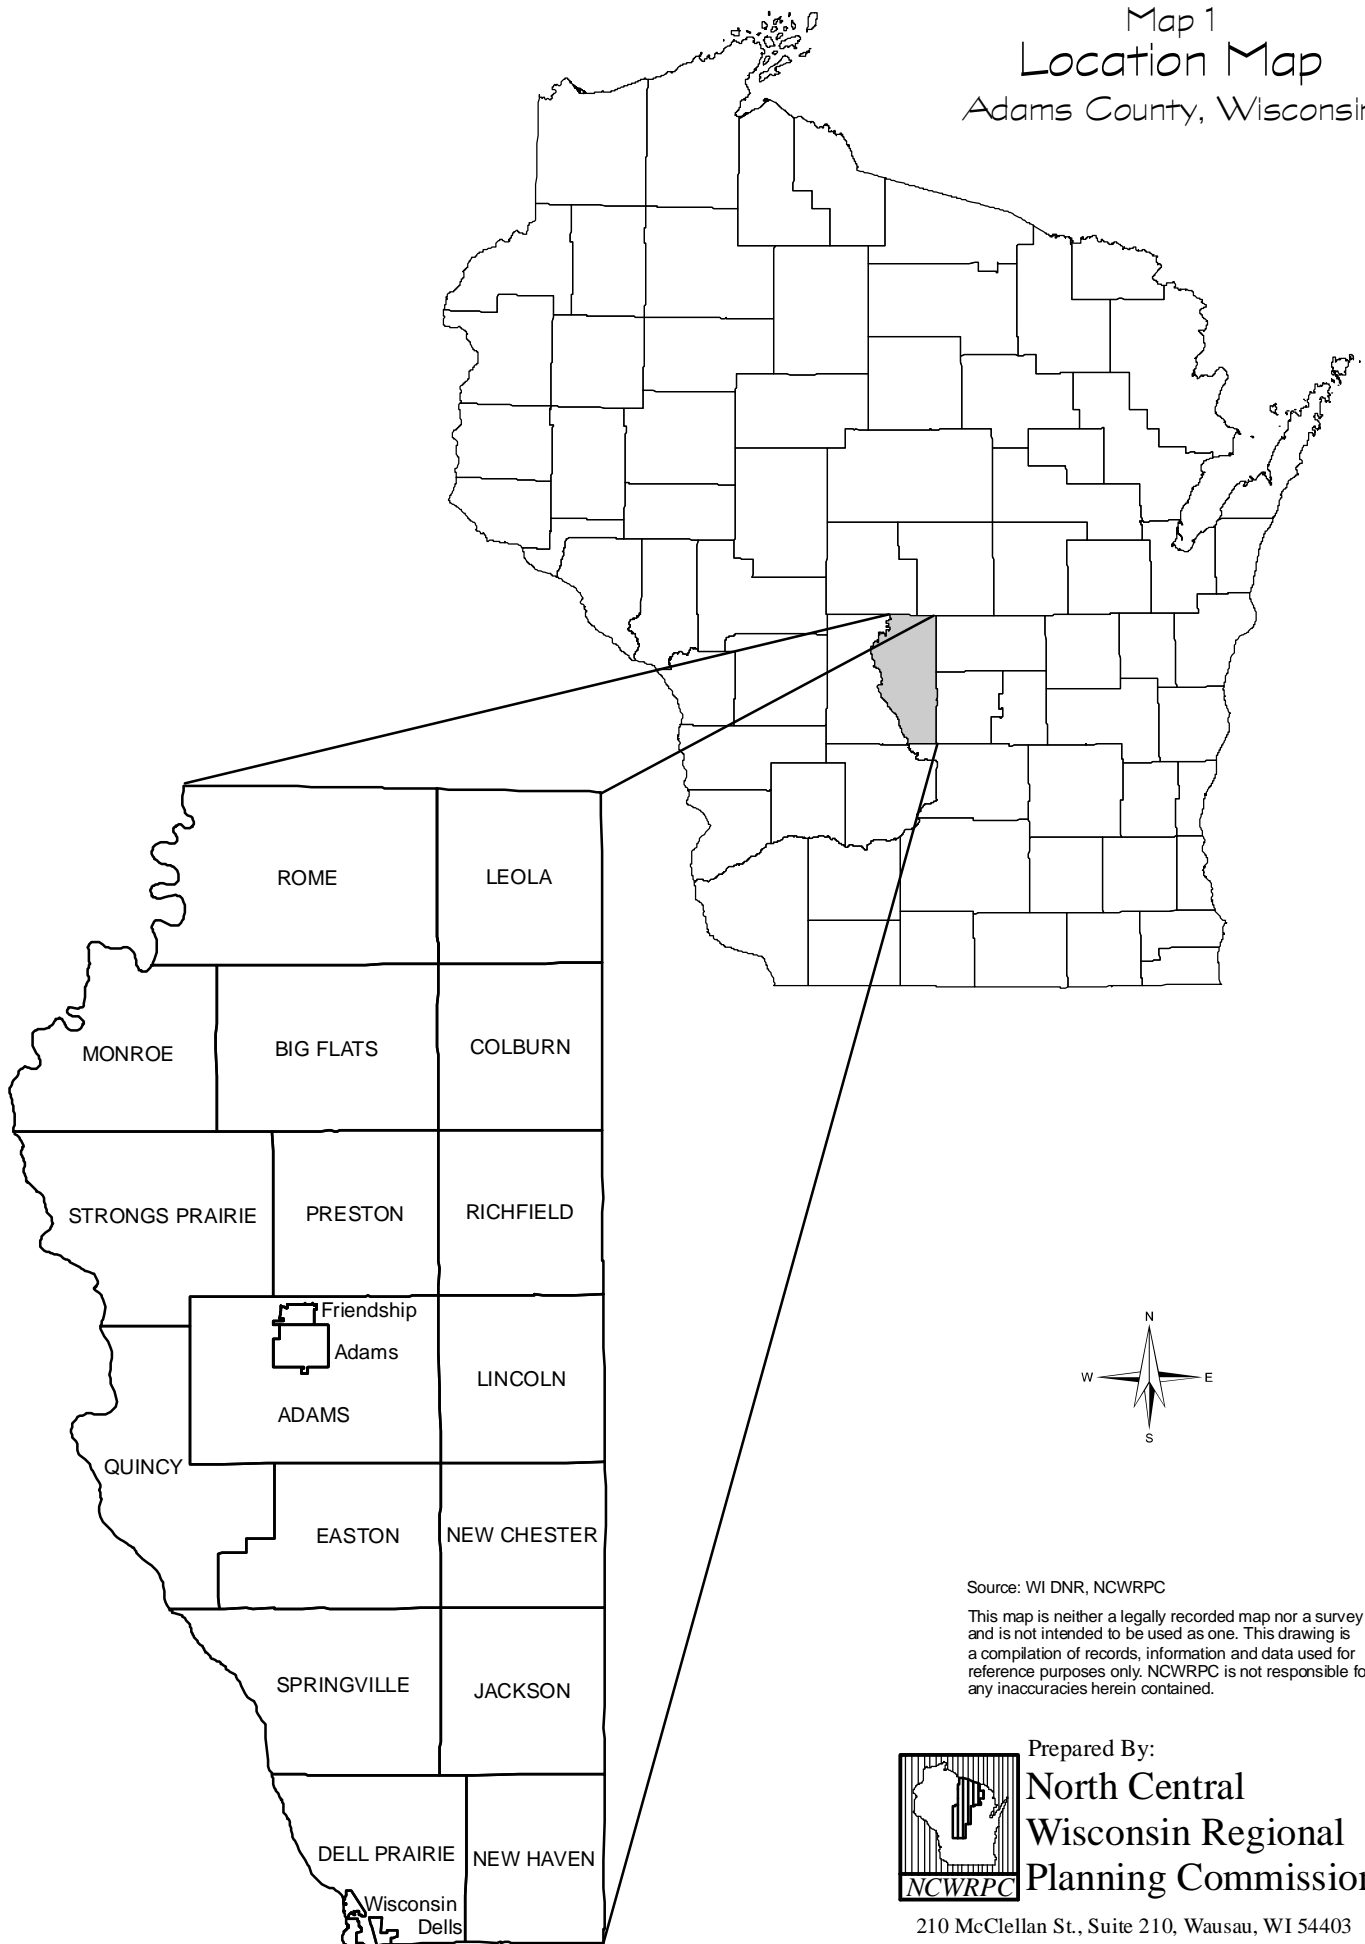 Map 1
Location Map
Adams County, Wisconsin
ROME
LEOLA
MONROE
BIG FLATS
COLBURN
STRONGS PRAIRIE
PRESTON
RICHFIELD
Friendship
Adams
LINCOLN
ADAMS
QUINCY
EASTON
NEW CHESTER
SPRINGVILLE
JACKSON
DELL PRAIRIE
NEW HAVEN
Wisconsin
Dells
N
W
E
S
Source: WI DNR, NCWRPC
This map is neither a legally recorded map nor a survey
and is not intended to be used as one. This drawing is
a compilation of records, information and data used for
reference purposes only. NCWRPC is not responsible fo
any inaccuracies herein contained.
Prepared By:
North Central
Wisconsin Regional
Planning Commission
NCWRPC
210 McClellan St., Suite 210, Wausau, WI 54403